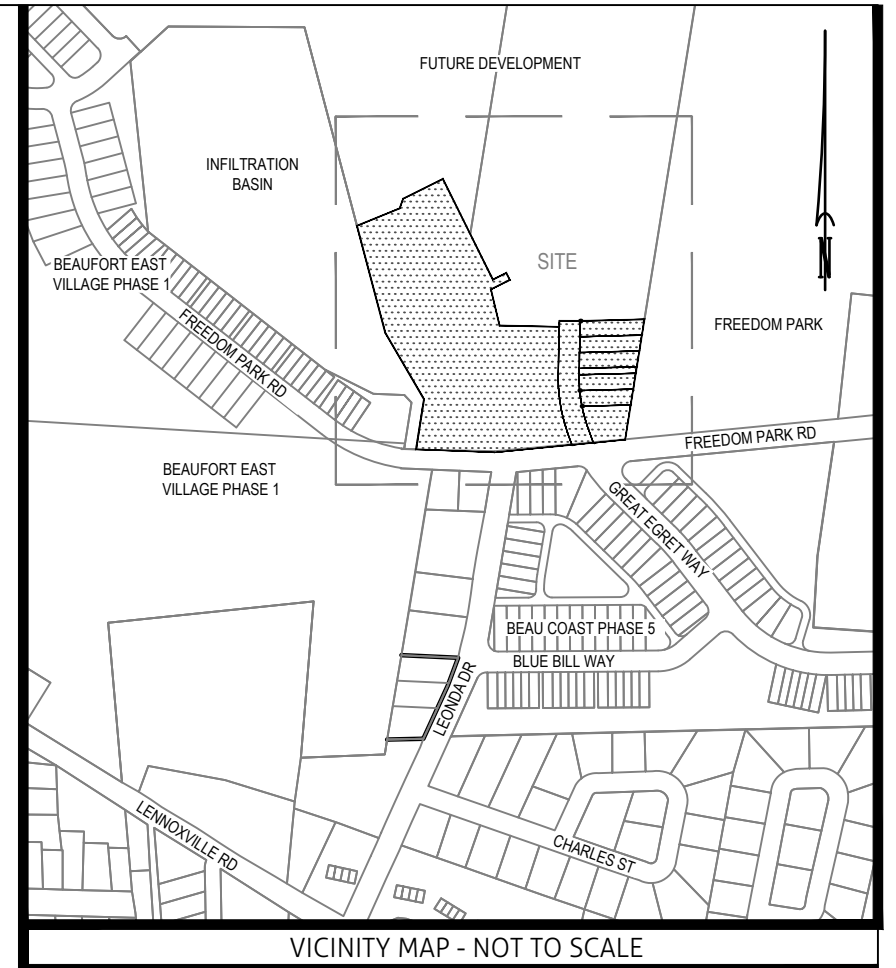 FUTURE DEVELOPMENT
INFILTRATION
BASIN
SITE
N
BEAUFORT EAST
VILLAGE PHASE 1
FREEDOM PARK RD
FREEDOM PARK
FREEDOM PARK RD
BEAUFORT EAST
VILLAGE PHASE 1
GREAT EGRET WAY
BEAU COAST PHASE 5
BLUE BILL WAY
LEONDA DR
LENNOXVILLE RD
CHARLES ST
VICINITY MAP - NOT TO SCALE